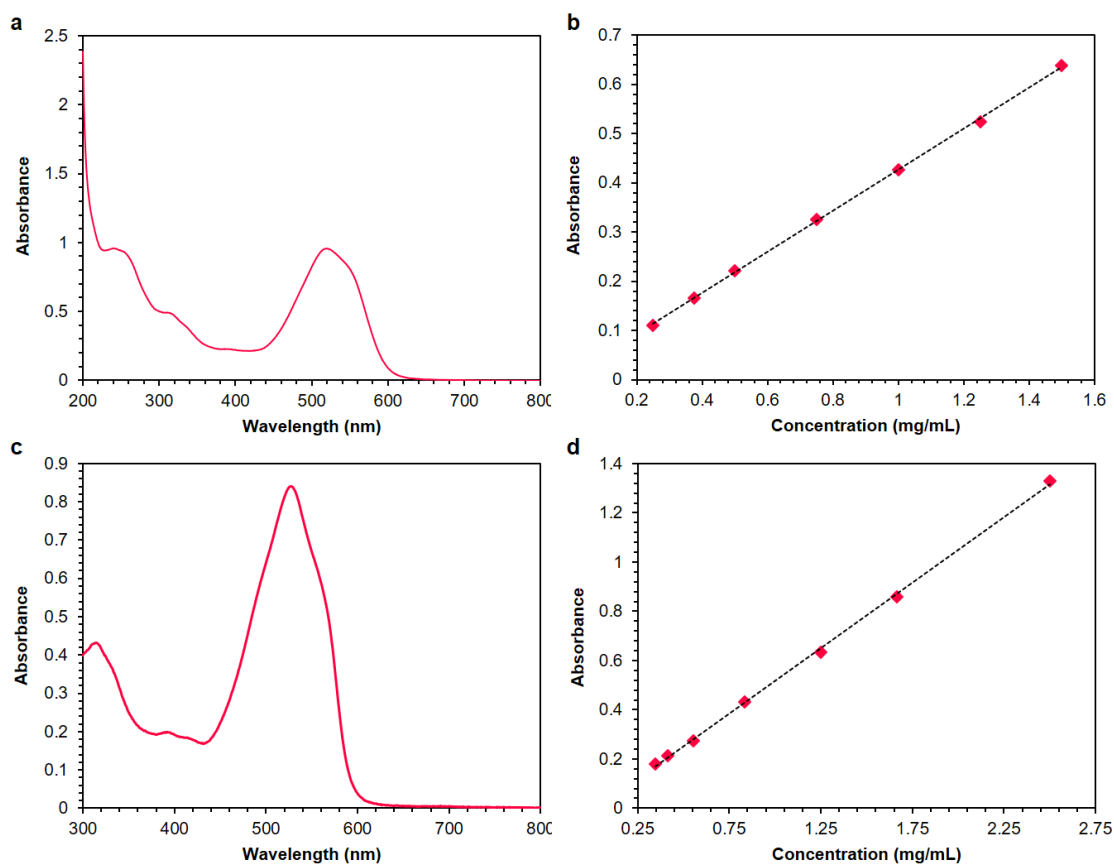 a
2.5
2
1.5
1
0.5
0
Absorbance
200 300 400 500 600 700 800
Wavelength (nm)
b
0.7
0.6
0.5
0.4
0.3
0.2
0.1
0
Absorbance
0.2 0.4 0.6 0.8 1 1.2 1.4 1.6
Concentration (mg/mL)
c
0.9
0.8
0.7
0.6
0.5
0.4
0.3
0.2
0.1
0
Absorbance
300 400 500 600 700 800
Wavelength (nm)
d
1.4
1.2
1
0.8
0.6
0.4
0.2
0
Absorbance
0.25 0.75 1.25 1.75 2.25 2.75
Concentration (mg/mL)